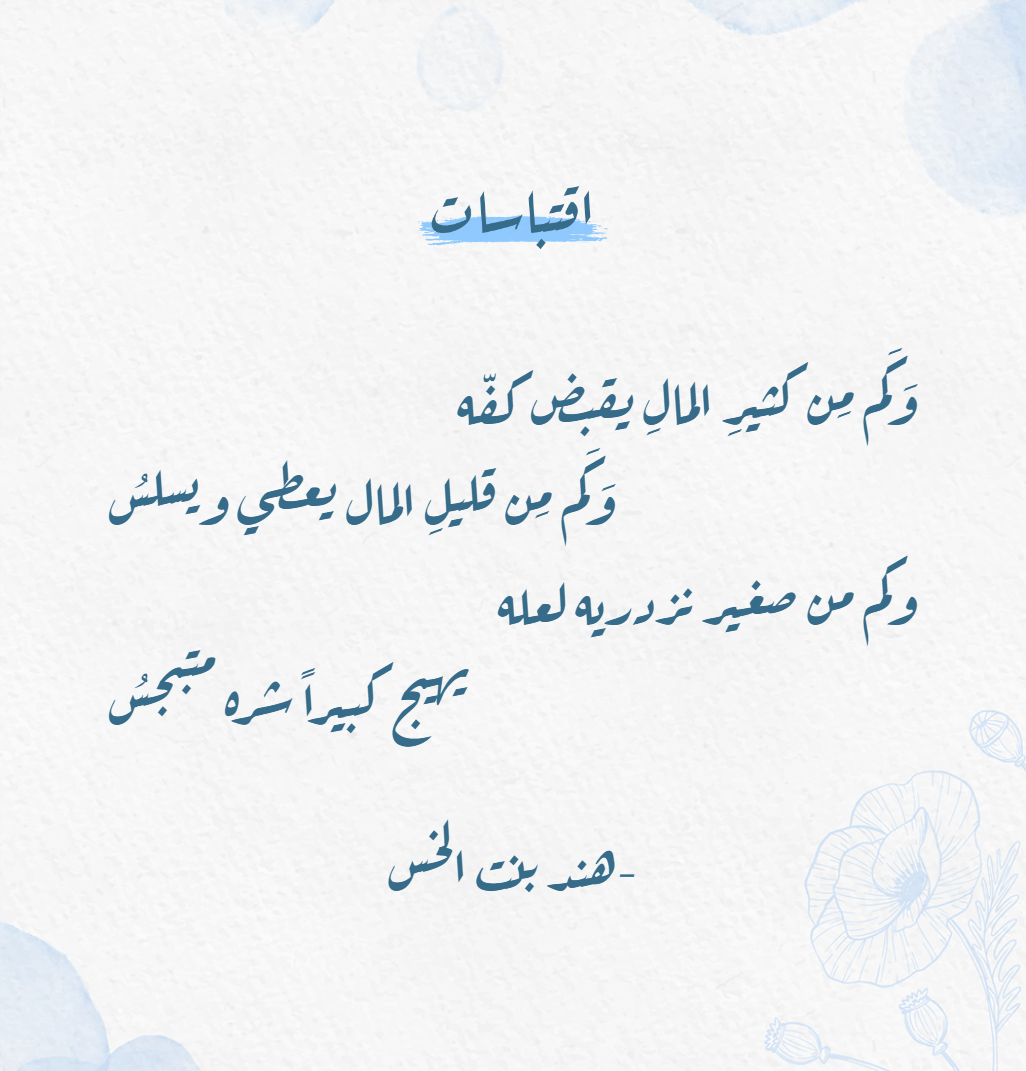 اقتباسات
وَكَم مِن كثيرِ المالِ يقبض كفّه
وَكَم مِن قليلِ المال يعطي و يسلسُ
وكم من صغير نزدريه لعله
يهيج كبيراً شره متبجسُ
-هند بنت الخس